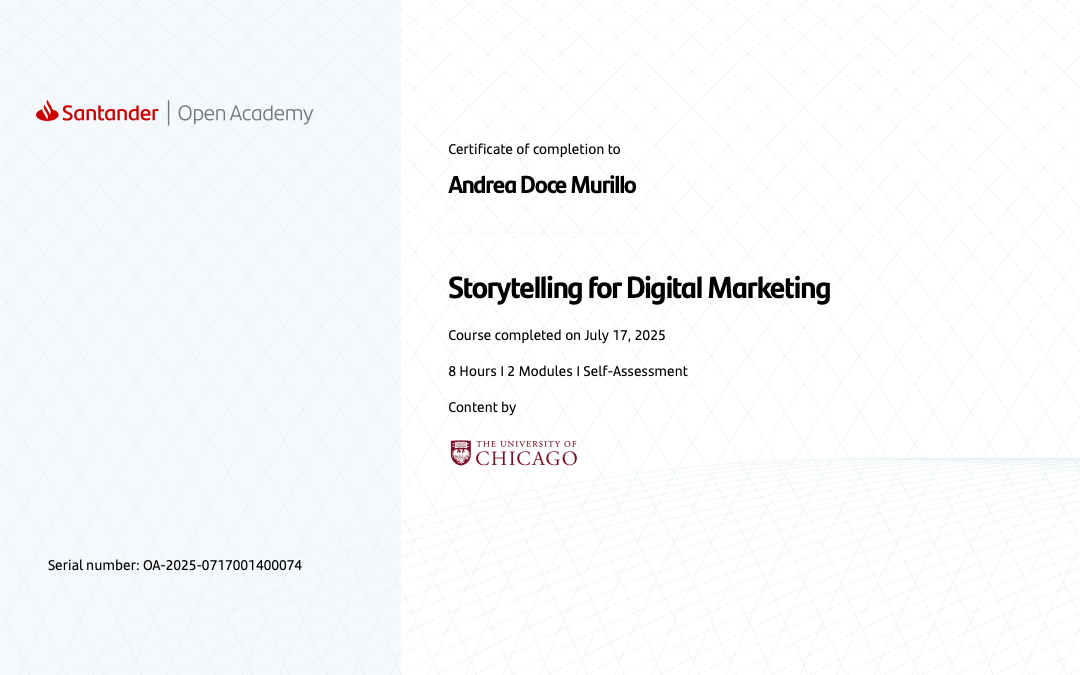 Santander | Open Academy
Certificate of completion to
Andrea Doce Murillo
Storytelling for Digital Marketing
Course completed on July 17, 2025
8 Hours I 2 Modules I Self-Assessment
Content by
THE UNIVERSITY OF
CHICAGO
Serial number: OA-2025-0717001400074